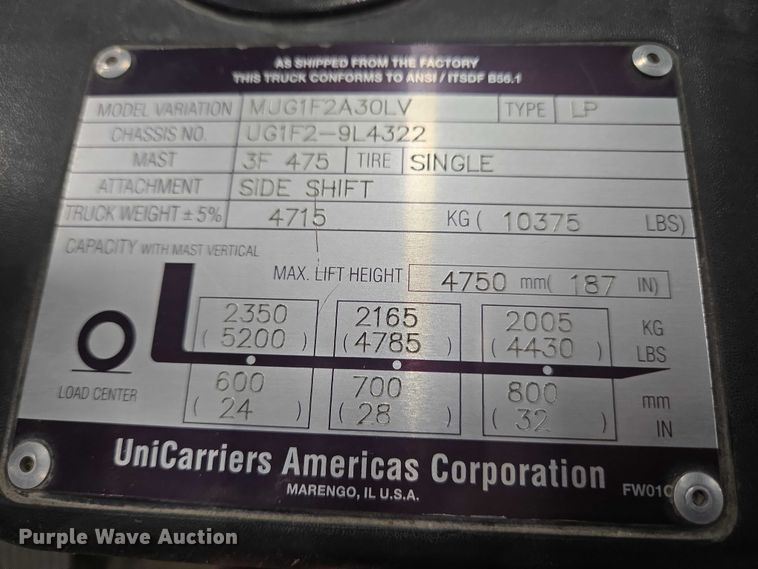 AS SHIPPED FROM THE FACTORY
THIS TRUCK CONFORMS TO ANSI / ITSDF B56.1
MODEL VARIATION MUG1F2A30LV TYPE LP
CHASSIS NO. UG1F2-9L4322
MAST 3F 475 TIRE SINGLE
ATTACHMENT SIDE SHIFT
TRUCK WEIGHT ± 5% 4715 KG ( 10375 LBS)
CAPACITY WITH MAST VERTICAL
MAX. LIFT HEIGHT 4750 mm( 187 IN)
2350 2165 2005 KG
( 5200 ) ( 4785 ) ( 4430 ) LBS
LOAD CENTER 600 700 800 mm
( 24 ) ( 28 ) ( 32 ) IN
UniCarriers Americas Corporation
MARENGO, IL U.S.A. FW01C
Purple Wave Auction